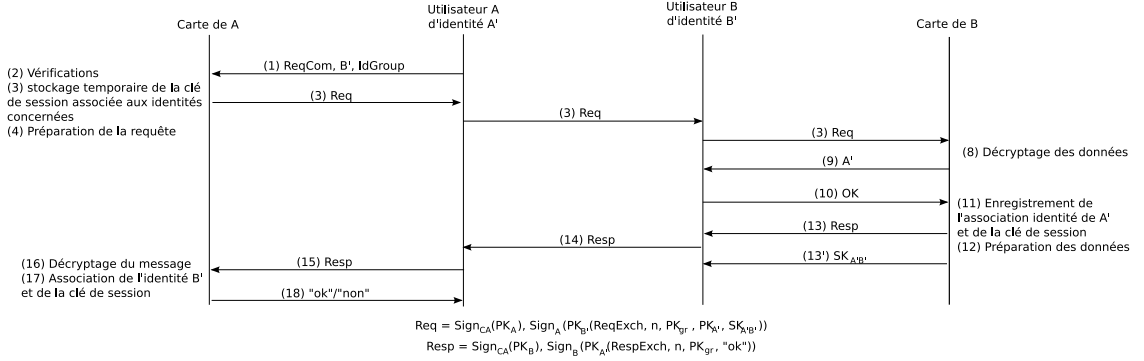 Carte de A
Utilisateur A
d'identité A'
Utilisateur B
d'identité B'
Carte de B
(1) ReqCom, B', IdGroup
(2) Vérifications
(3) stockage temporaire de la clé
de session associée aux identités
concernées
(4) Préparation de la requête
(3) Req
(3) Req
(3) Req
(8) Décryptage des données
(9) A'
(10) OK
(11) Enregistrement de
l'association identité de A'
et de la clé de session
(12) Préparation des données
(13) Resp
(14) Resp
(13') SK_A'B'
(15) Resp
(16) Décryptage du message
(17) Association de l'identité B'
et de la clé de session
(18) "ok"/"non"
Req = Sign_CA(PK_A), Sign_A(PK_B'(ReqExch, n, PK_gr, PK_A', SK_A'B'))
Resp = Sign_CA(PK_B), Sign_B(PK_A'(RespExch, n, PK_gr, "ok"))